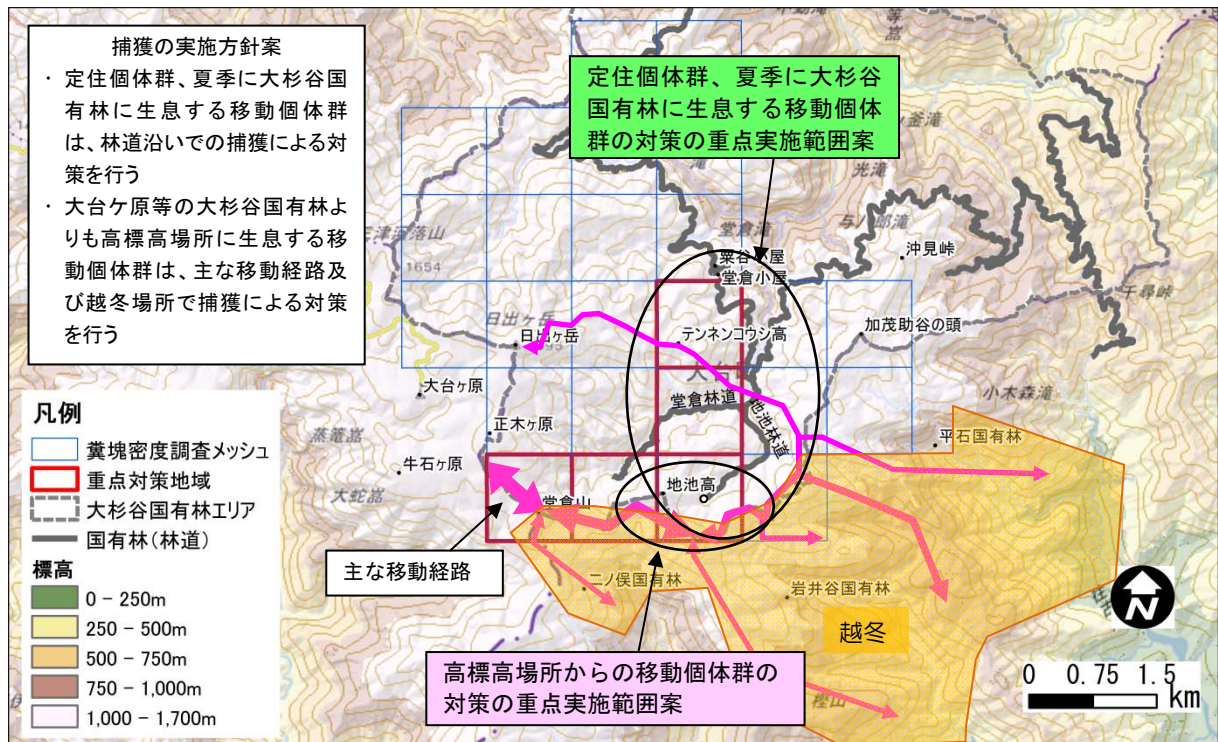 捕獲の実施方針案
・ 定住個体群、夏季に大杉谷国
有林に生息する移動個体群
は、林道沿いでの捕獲による対
策を行う
・ 大台ケ原等の大杉谷国有林よ
りも高標高場所に生息する移
動個体群は、主な移動経路及
び越冬場所で捕獲による対策
を行う
定住個体群、夏季に大杉谷
国有林に生息する移動個体
群の対策の重点実施範囲案
光滝
堂倉滝
与八郎滝
粟谷小屋
堂倉小屋
沖見峠
千尋峠
1654
日出ヶ岳
日出ヶ岳
テンネンコウシ高
加茂助谷の頭
大台ヶ原
堂倉林道
地池林道
小木森滝
正木ヶ原
平石国有林
牛石ヶ原
大蛇嵓
地池高
堂倉山
主な移動経路
二ノ俣国有林
岩井谷国有林
越冬
樫山
高標高場所からの移動個体群の
対策の重点実施範囲案
凡例
糞塊密度調査メッシュ
重点対策地域
大杉谷国有林エリア
国有林(林道)
標高
0 - 250m
250 - 500m
500 - 750m
750 - 1,000m
1,000 - 1,700m
N
0 0.75 1.5
km